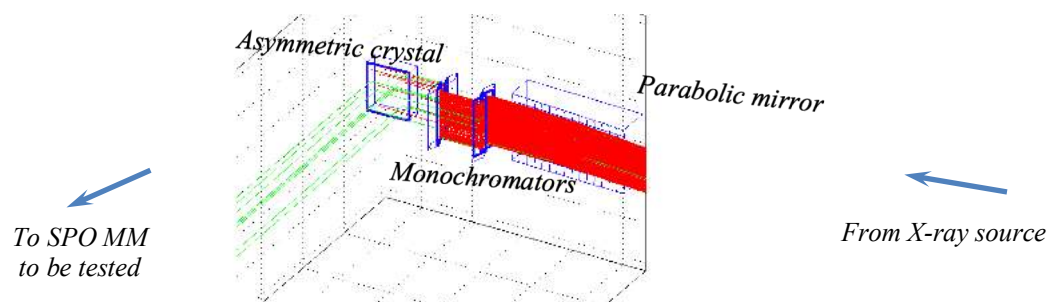 Asymmetric crystal
Parabolic mirror
Monochromators
To SPO MM
to be tested
From X-ray source